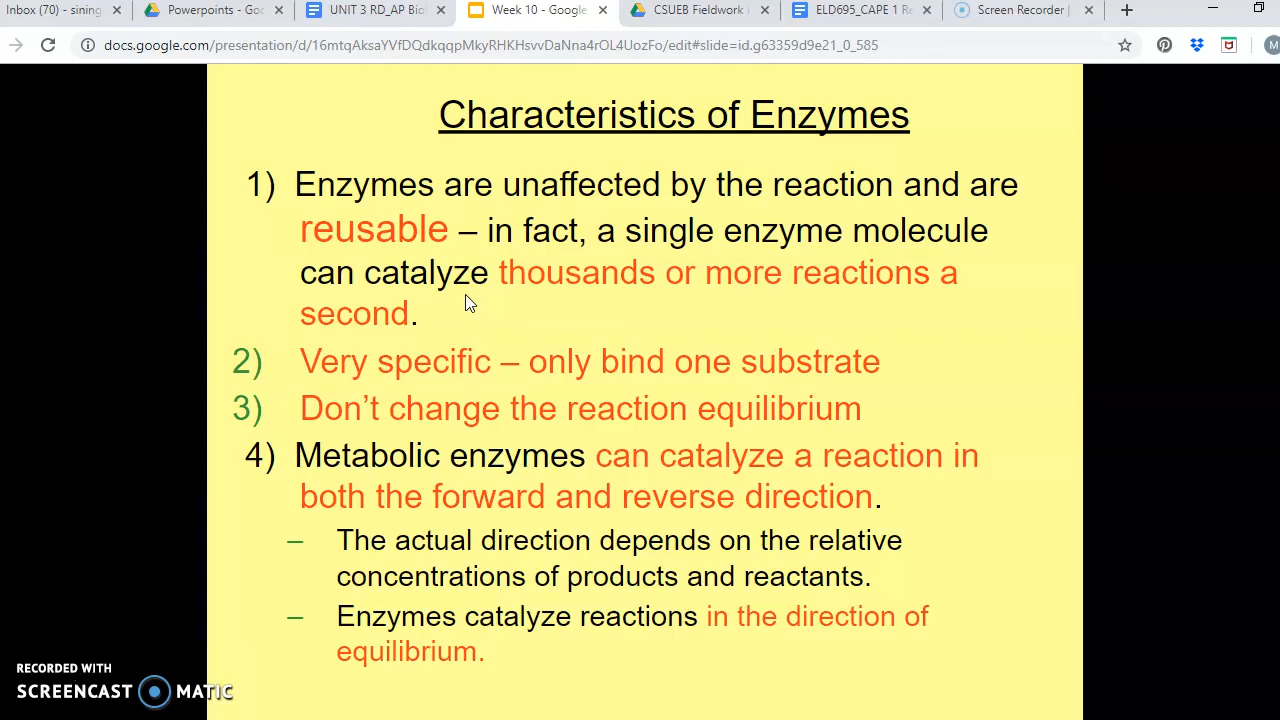 Inbox (70) - sining
Powerpoints - Goo
UNIT 3 RD_AP Bio
Week 10 - Google
CSUEB Fieldwork
ELD695_CAPE 1 Re
Screen Recorder |
docs.google.com/presentation/d/16mtqAksaYVfDQdkqqpMkyRHIKHsvvDaNna4rOL4UozFo/edit#slide=id.g63359d9e21_0_585
Characteristics of Enzymes
1) Enzymes are unaffected by the reaction and are
reusable – in fact, a single enzyme molecule
can catalyze thousands or more reactions a
second.
2) Very specific – only bind one substrate
3) Don’t change the reaction equilibrium
4) Metabolic enzymes can catalyze a reaction in
both the forward and reverse direction.
– The actual direction depends on the relative
concentrations of products and reactants.
– Enzymes catalyze reactions in the direction of
equilibrium.
RECORDED WITH
SCREENCAST MATIC